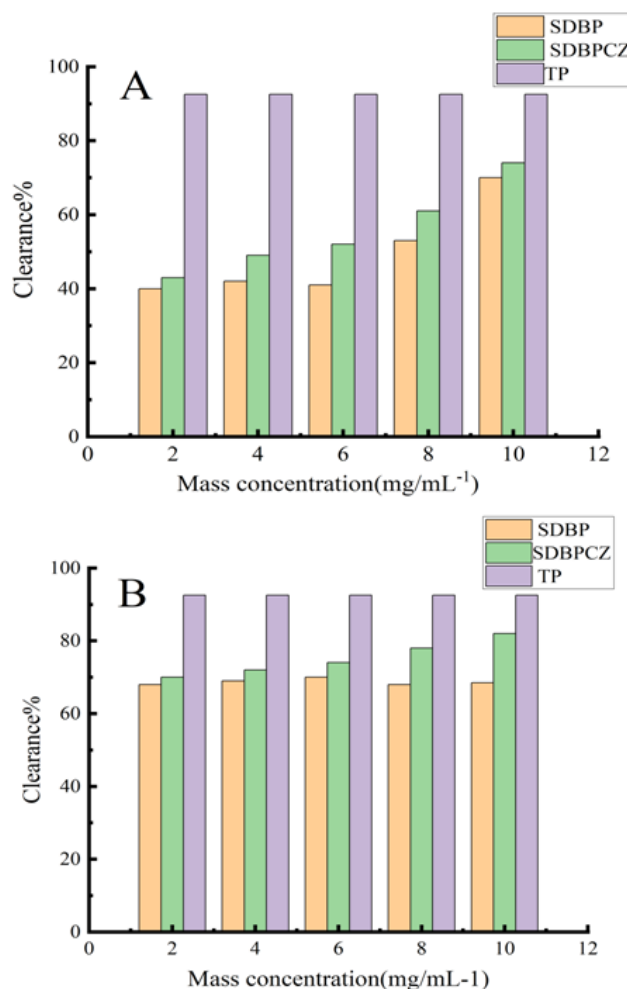 SDBP
SDBPCZ
TP
A
100
80
60
40
20
0
Clearance%
0 2 4 6 8 10 12
Mass concentration(mg/mL⁻¹)
SDBP
SDBPCZ
TP
B
100
80
60
40
20
0
Clearance%
0 2 4 6 8 10 12
Mass concentration(mg/mL-1)